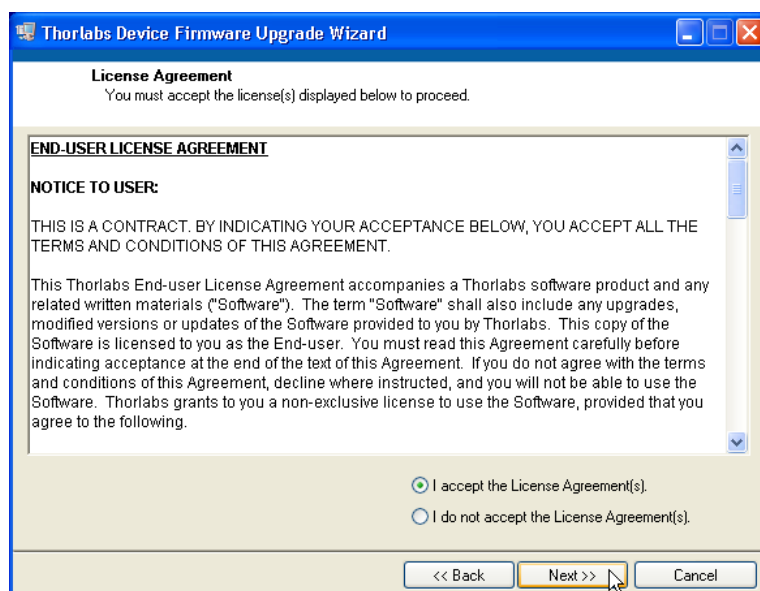 Thorlabs Device Firmware Upgrade Wizard
License Agreement
You must accept the license(s) displayed below to proceed.
END-USER LICENSE AGREEMENT
NOTICE TO USER:
THIS IS A CONTRACT. BY INDICATING YOUR ACCEPTANCE BELOW, YOU ACCEPT ALL THE
TERMS AND CONDITIONS OF THIS AGREEMENT.
This Thorlabs End-user License Agreement accompanies a Thorlabs software product and any
related written materials ("Software"). The term "Software" shall also include any upgrades,
modified versions or updates of the Software provided to you by Thorlabs. This copy of the
Software is licensed to you as the End-user. You must read this Agreement carefully before
indicating acceptance at the end of the text of this Agreement. If you do not agree with the terms
and conditions of this Agreement, decline where instructed, and you will not be able to use the
Software. Thorlabs grants to you a non-exclusive license to use the Software, provided that you
agree to the following.
I accept the License Agreement(s).
I do not accept the License Agreement(s).
<< Back Next >> Cancel